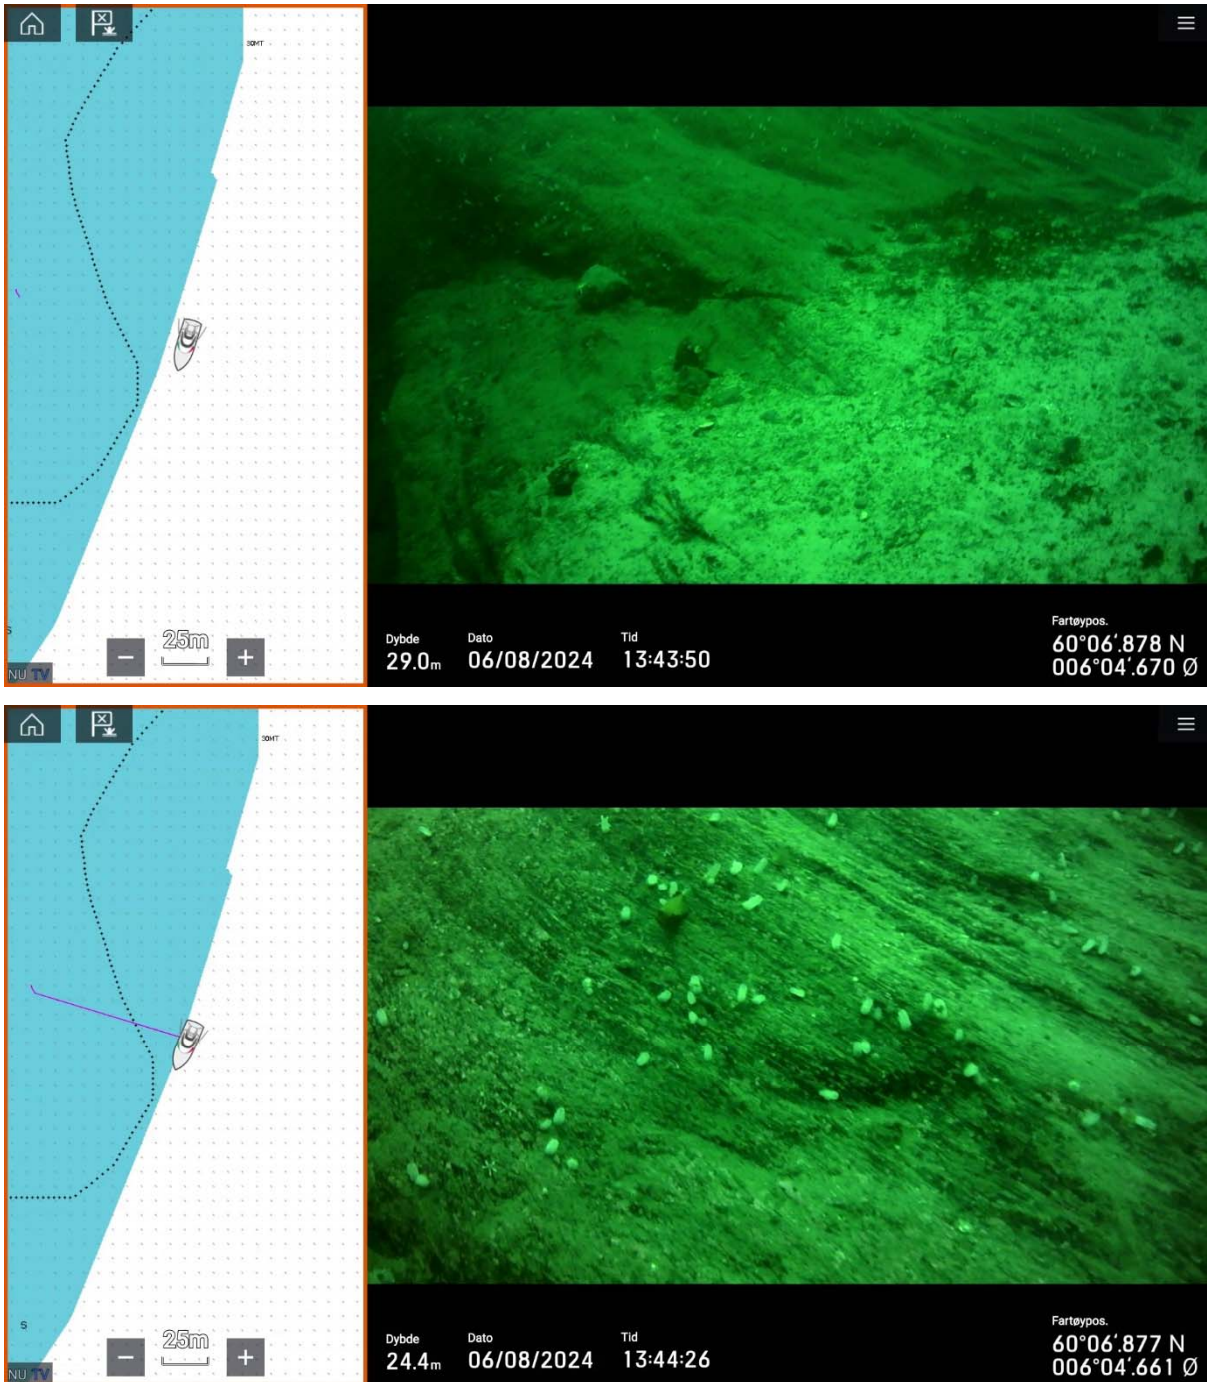 30MT
25m
S
NU TV
Dybde
29.0m
Dato
06/08/2024
Tid
13:43:50
Fartøypos.
60°06'.878 N
006°04'.670 Ø
30MT
25m
S
NU TV
Dybde
24.4m
Dato
06/08/2024
Tid
13:44:26
Fartøypos.
60°06'.877 N
006°04'.661 Ø